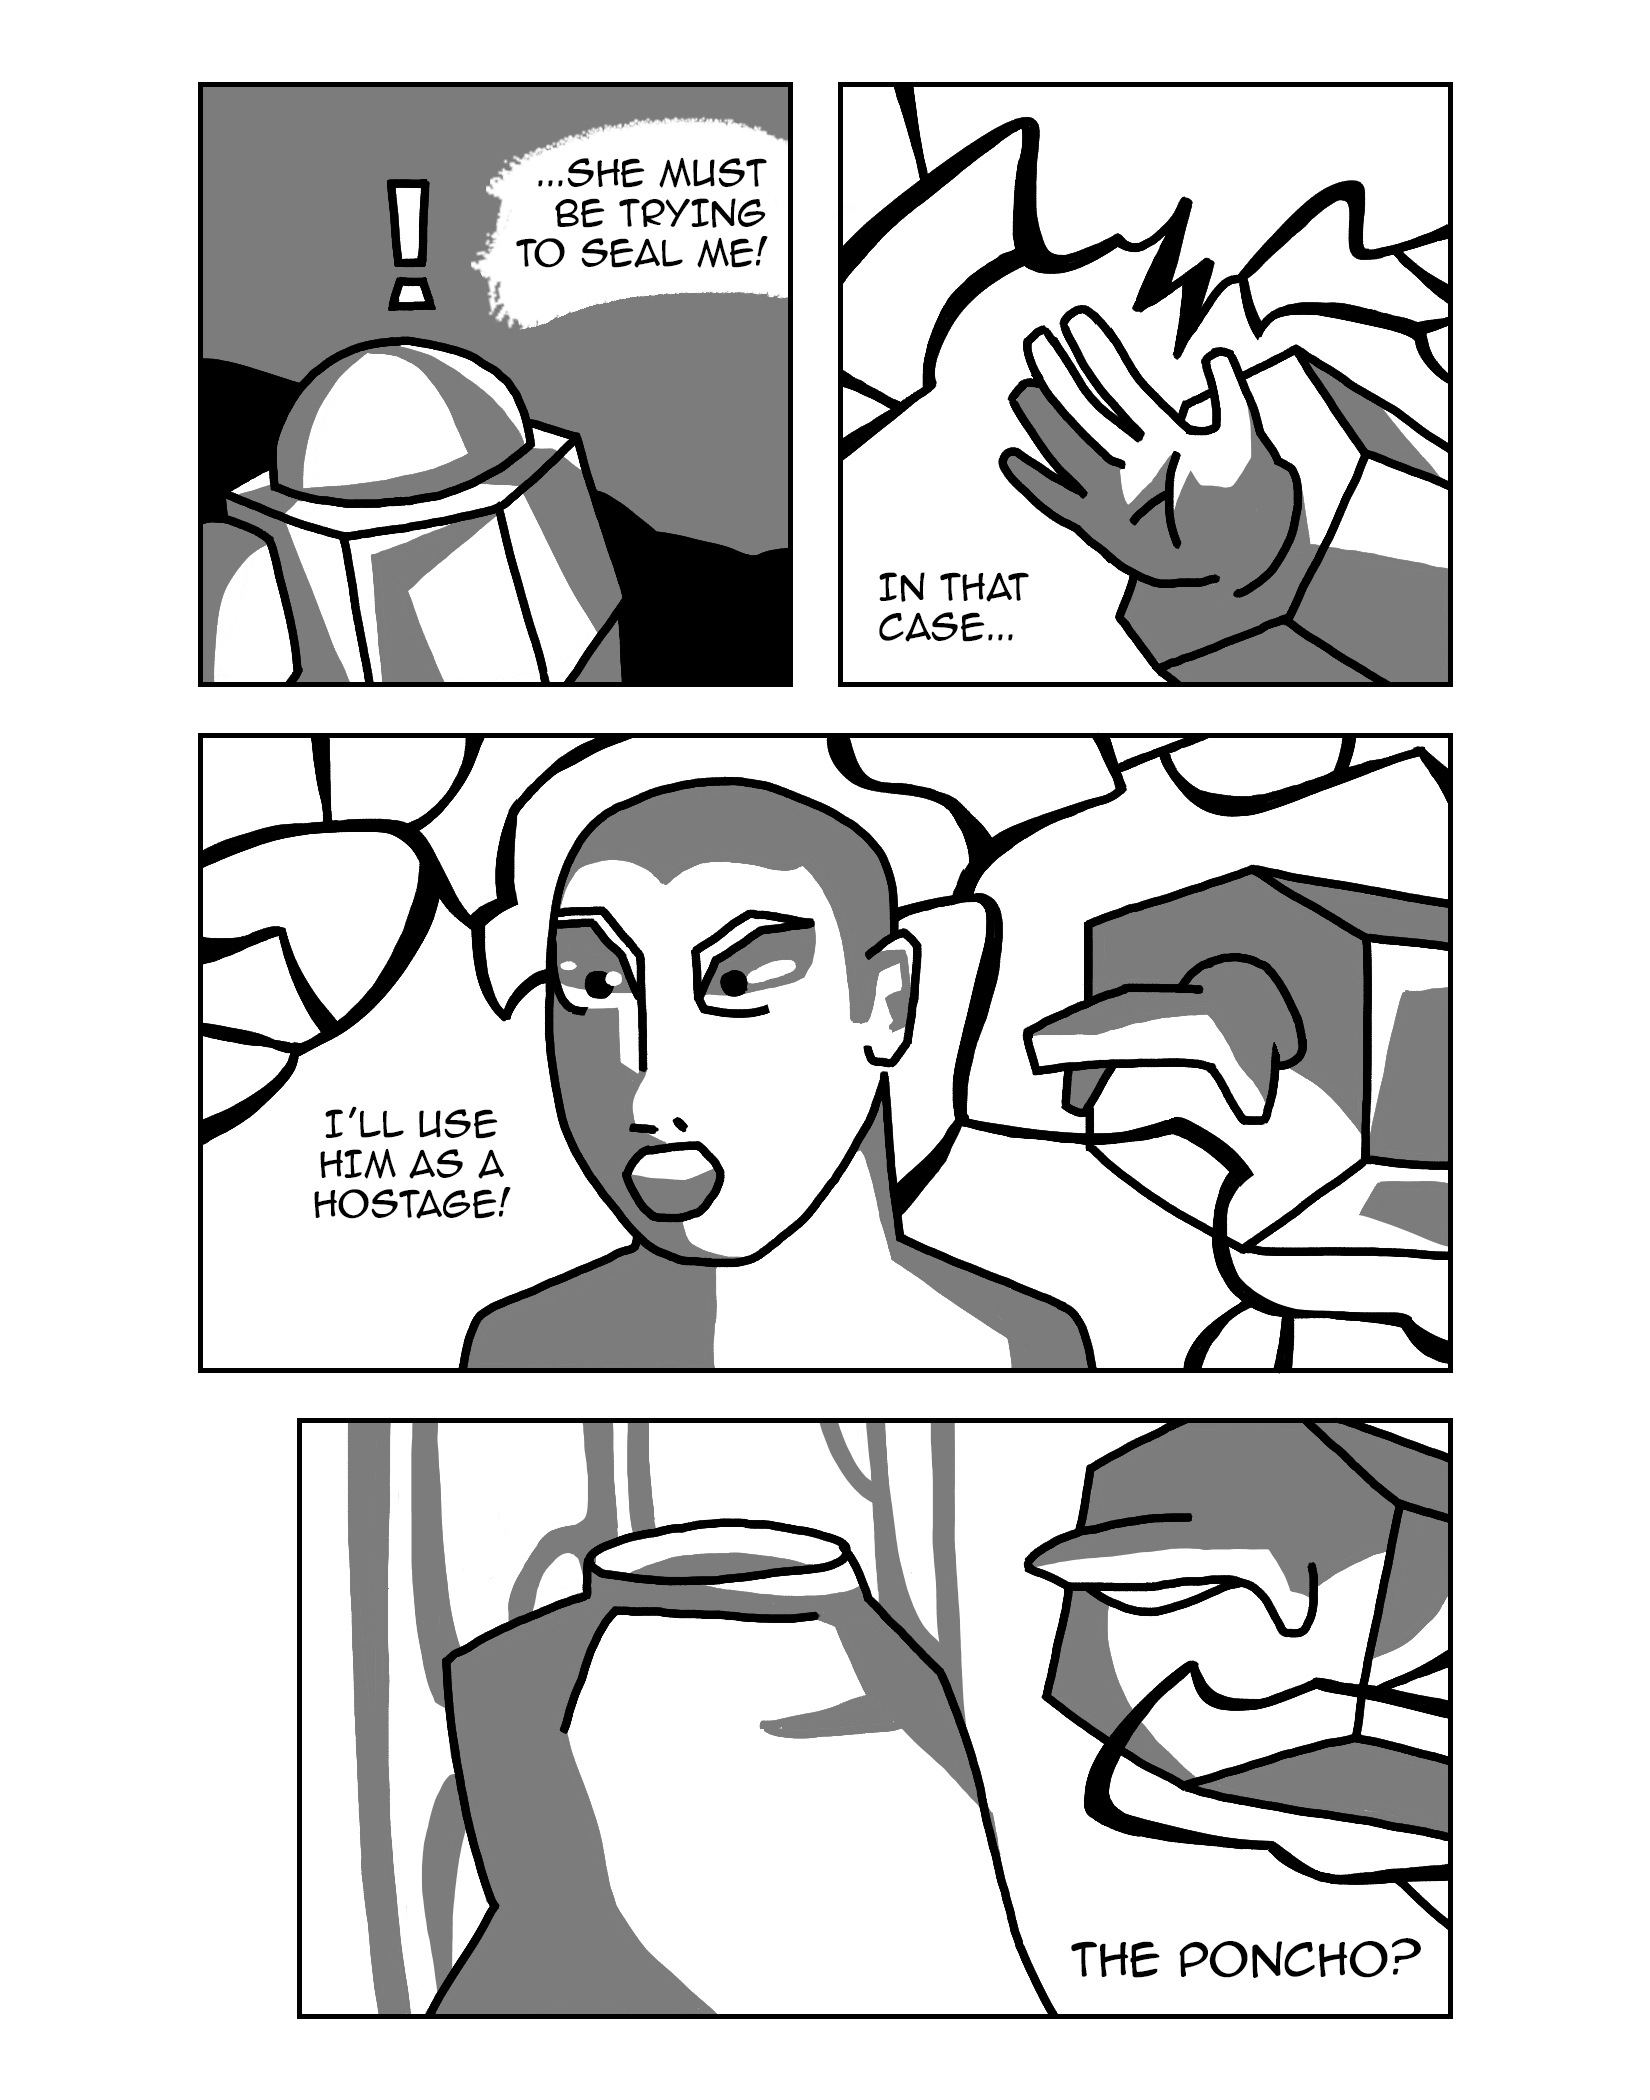 ...SHE MUST
BE TRYING
TO SEAL ME!
!
IN THAT
CASE...
I'LL USE
HIM AS A
HOSTAGE!
THE PONCHO?